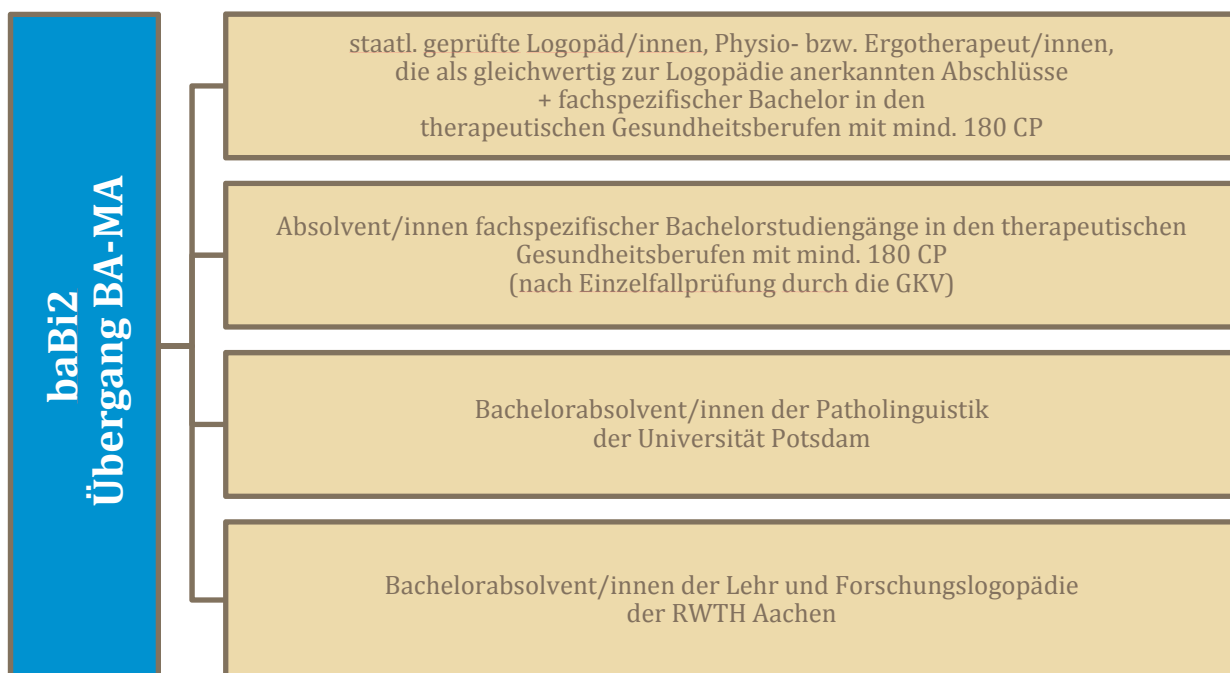 baBi2
Übergang BA-MA
staatl. geprüfte Logopäd/innen, Physio- bzw. Ergotherapeut/innen,
die als gleichwertig zur Logopädie anerkannten Abschlüsse
+ fachspezifischer Bachelor in den
therapeutischen Gesundheitsberufen mit mind. 180 CP
Absolvent/innen fachspezifischer Bachelorstudiengänge in den therapeutischen
Gesundheitsberufen mit mind. 180 CP
(nach Einzelfallprüfung durch die GKV)
Bachelorabsolvent/innen der Patholinguistik
der Universität Potsdam
Bachelorabsolvent/innen der Lehr und Forschungslogopädie
der RWTH Aachen